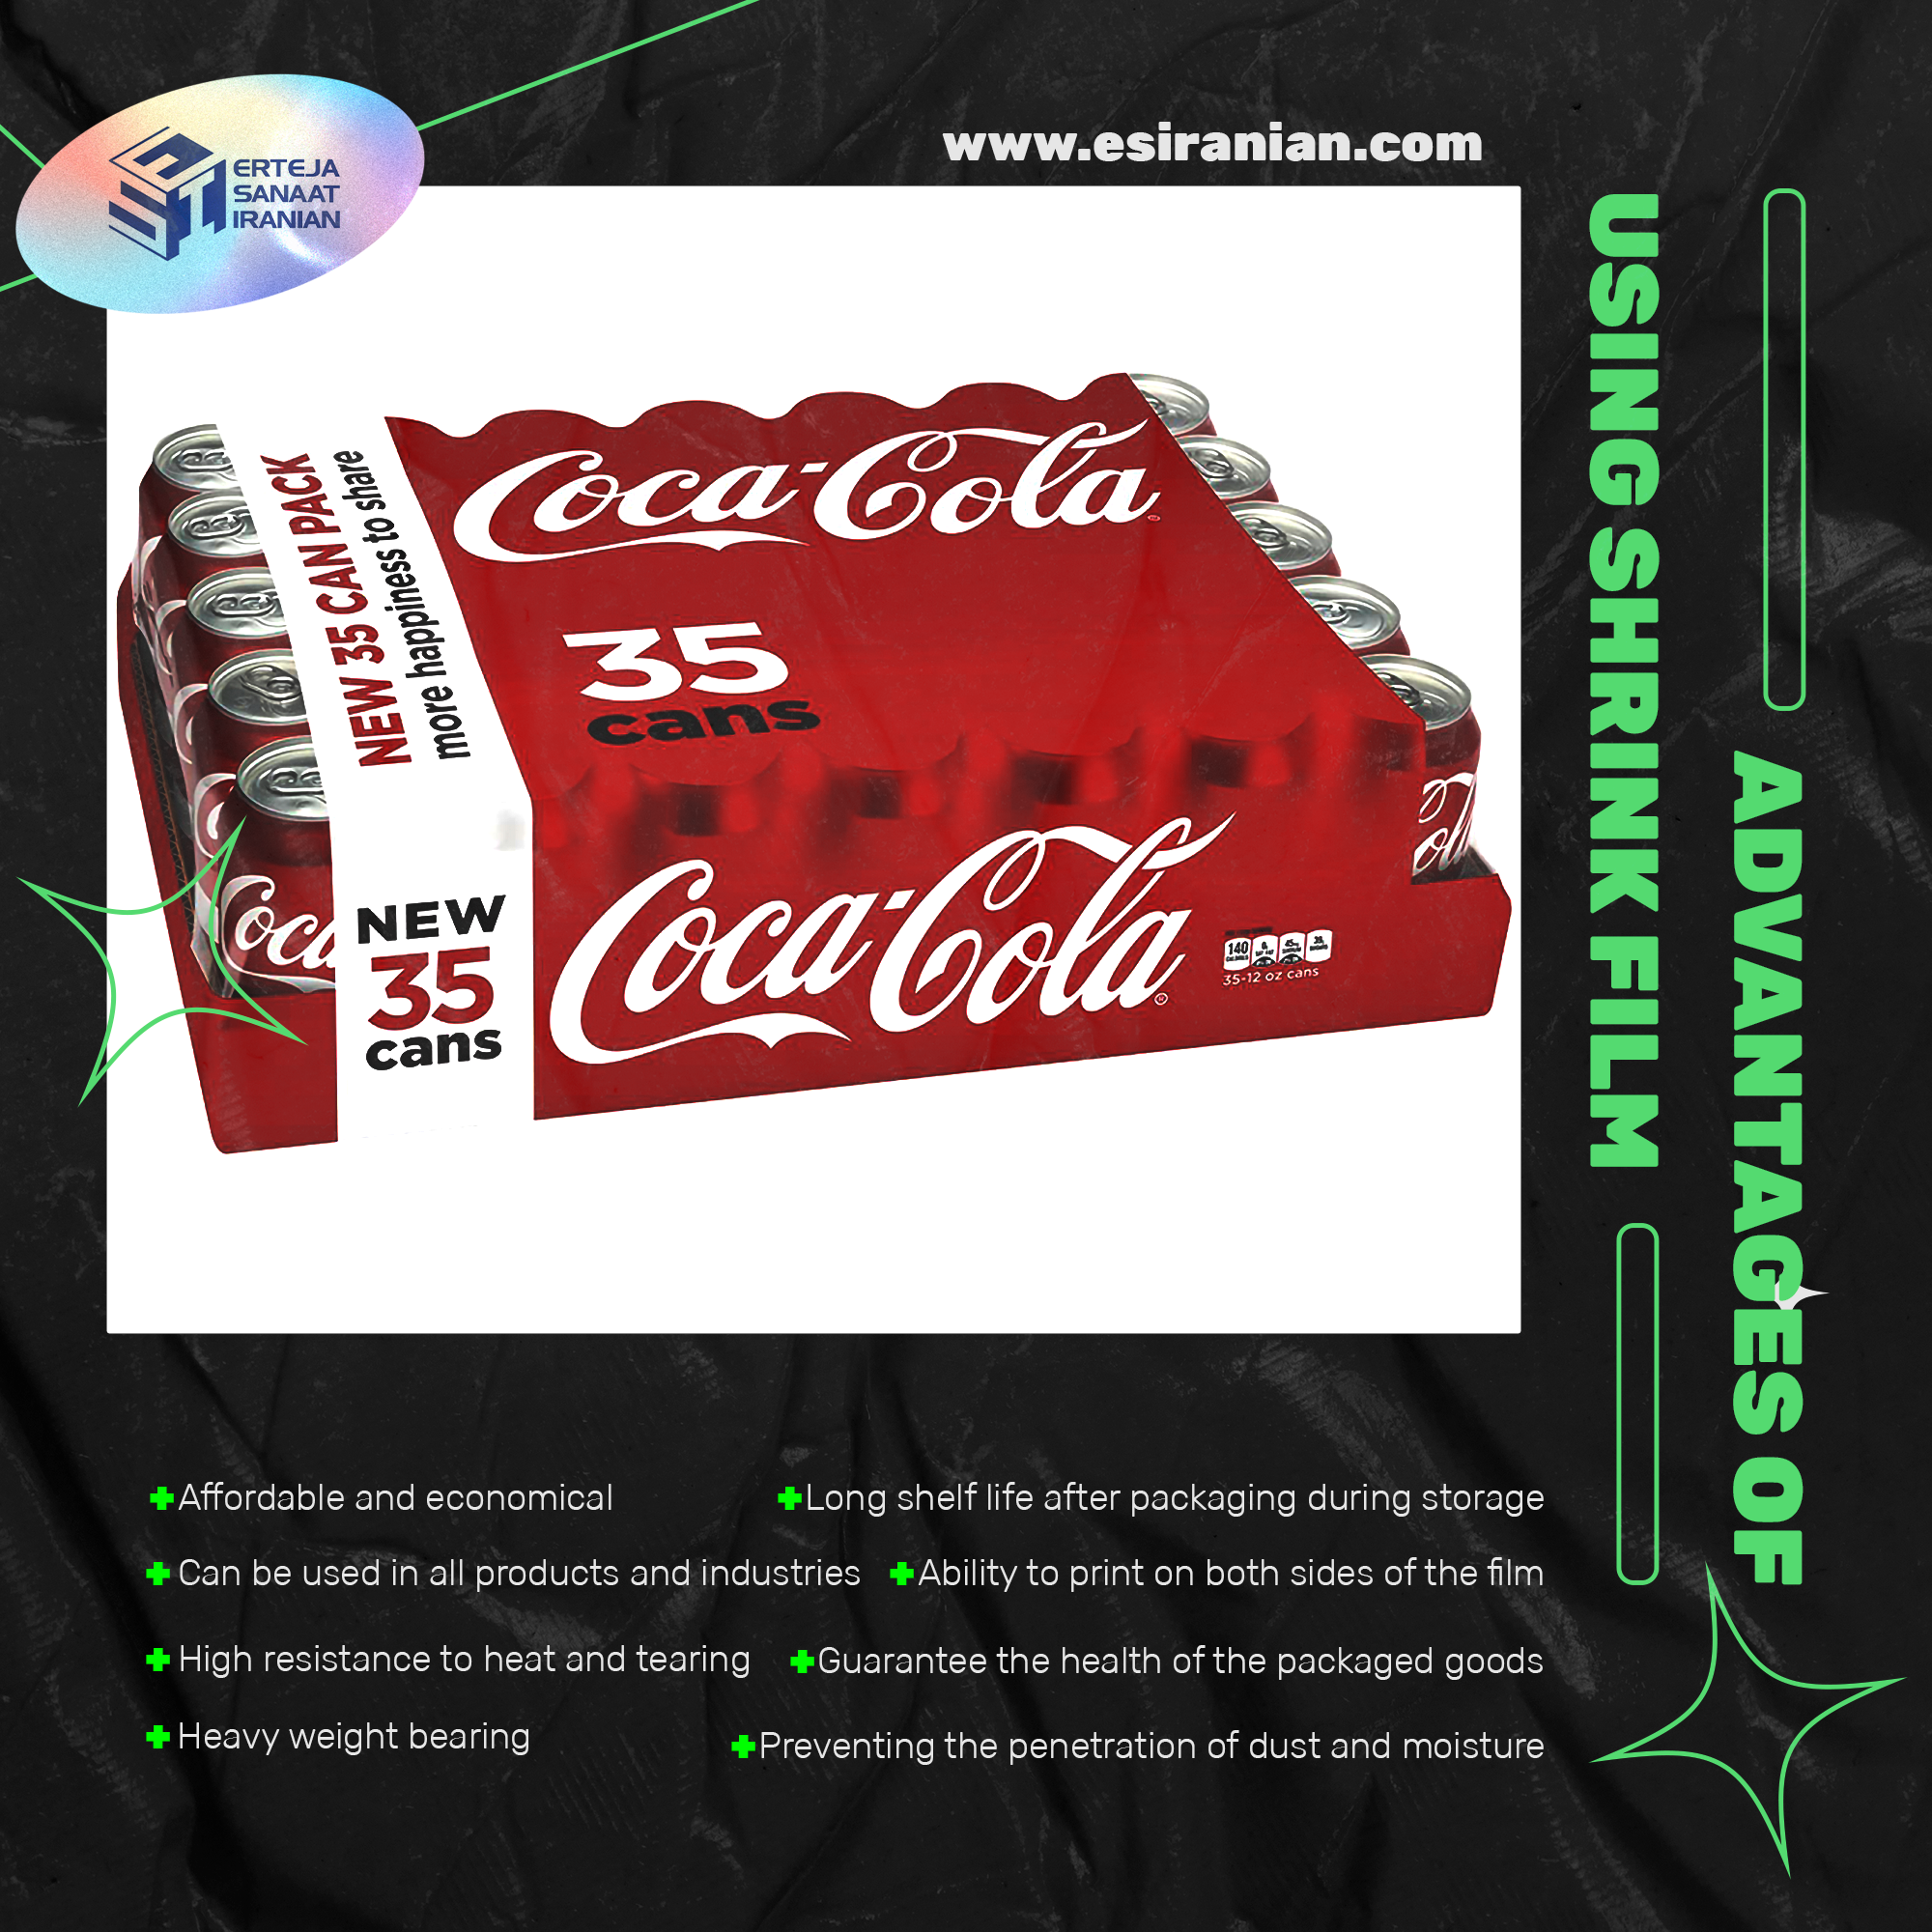 www.esiranian.com
ERTEJA
SANAAT
IRANIAN
ADVANTAGES OF
USING SHRINK FILM
NEW 35 CAN PACK
more happiness to share
Coca-Cola
35
cans
NEW
35
cans
Coca-Cola
Coca
140
CALORIES
35-12 oz cans
Affordable and economical
Long shelf life after packaging during storage
Can be used in all products and industries
Ability to print on both sides of the film
High resistance to heat and tearing
Guarantee the health of the packaged goods
Heavy weight bearing
Preventing the penetration of dust and moisture